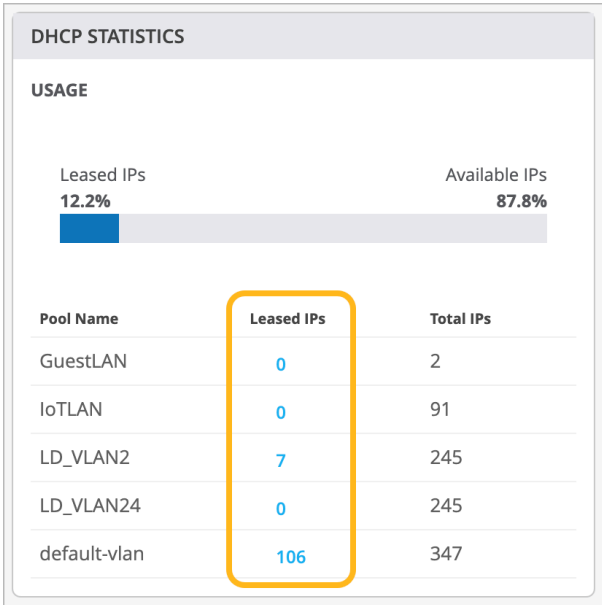 DHCP STATISTICS
USAGE
Leased IPs Available IPs
12.2% 87.8%
Pool Name Leased IPs Total IPs
GuestLAN 0 2
IoTLAN 0 91
LD_VLAN2 7 245
LD_VLAN24 0 245
default-vlan 106 347